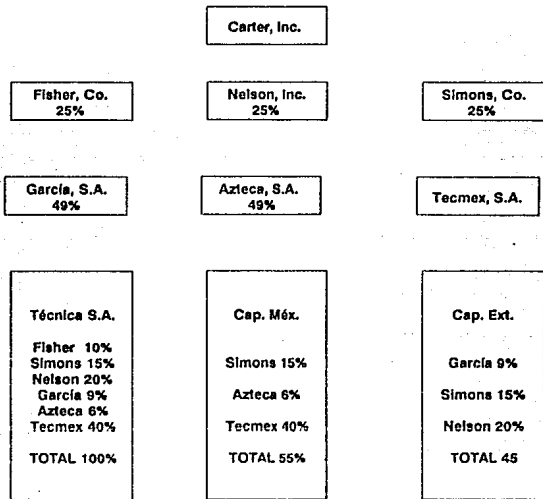 Carter, Inc.
Fisher, Co.
25%
Nelson, Inc.
25%
Simons, Co.
25%
García, S.A.
49%
Azteca, S.A.
49%
Tecmex, S.A.
Técnica S.A.
Fisher 10%
Simons 15%
Nelson 20%
García 9%
Azteca 6%
Tecmex 40%
TOTAL 100%
Cap. Méx.
Simons 15%
Azteca 6%
Tecmex 40%
TOTAL 55%
Cap. Ext.
García 9%
Simons 15%
Nelson 20%
TOTAL 45